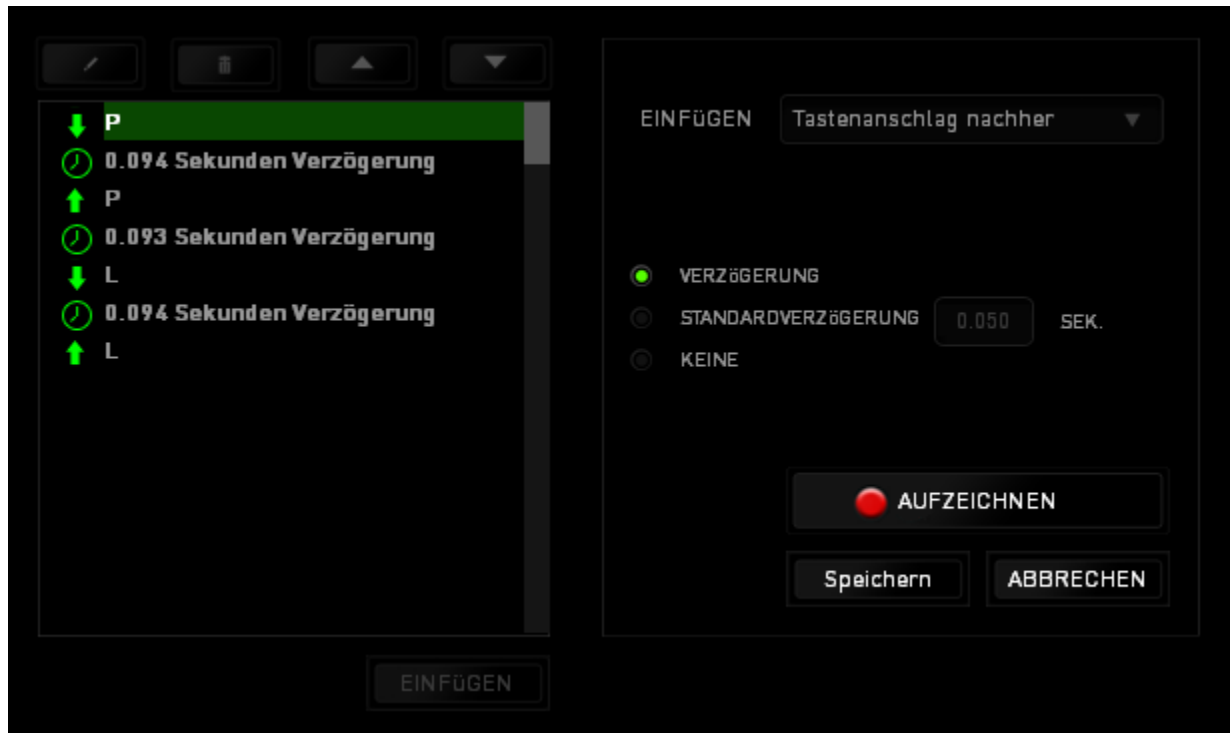 P
0.094 Sekunden Verzögerung
P
0.093 Sekunden Verzögerung
L
0.094 Sekunden Verzögerung
L
EINFüGEN
EINFüGEN Tastenanschlag nachher
VERZöGERUNG
STANDARDVERZöGERUNG 0.050 SEK.
KEINE
AUFZEICHNEN
Speichern ABBRECHEN